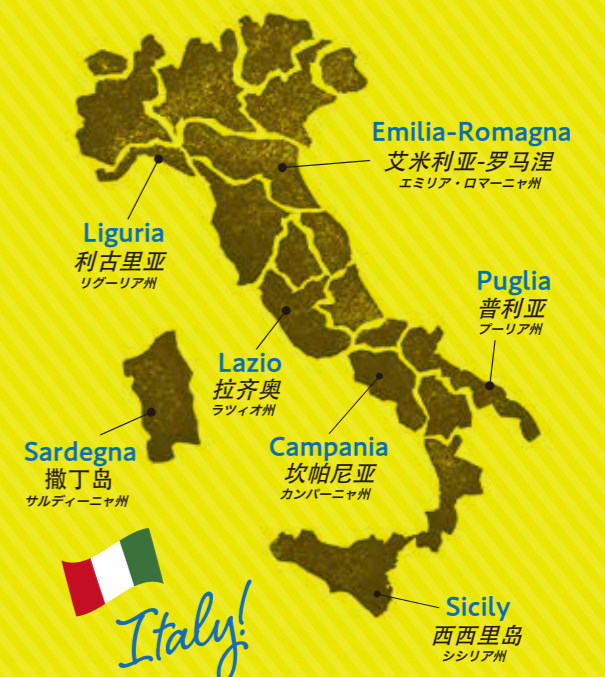 Emilia-Romagna
艾米利亚-罗马涅
エミリア・ロマーニャ州
Liguria
利古里亚
リグーリア州
Puglia
普利亚
プーリア州
Lazio
拉齐奥
ラツィオ州
Sardegna
撒丁岛
サルディーニャ州
Campania
坎帕尼亚
カンパーニャ州
Italy!
Sicily
西西里岛
シシリア州